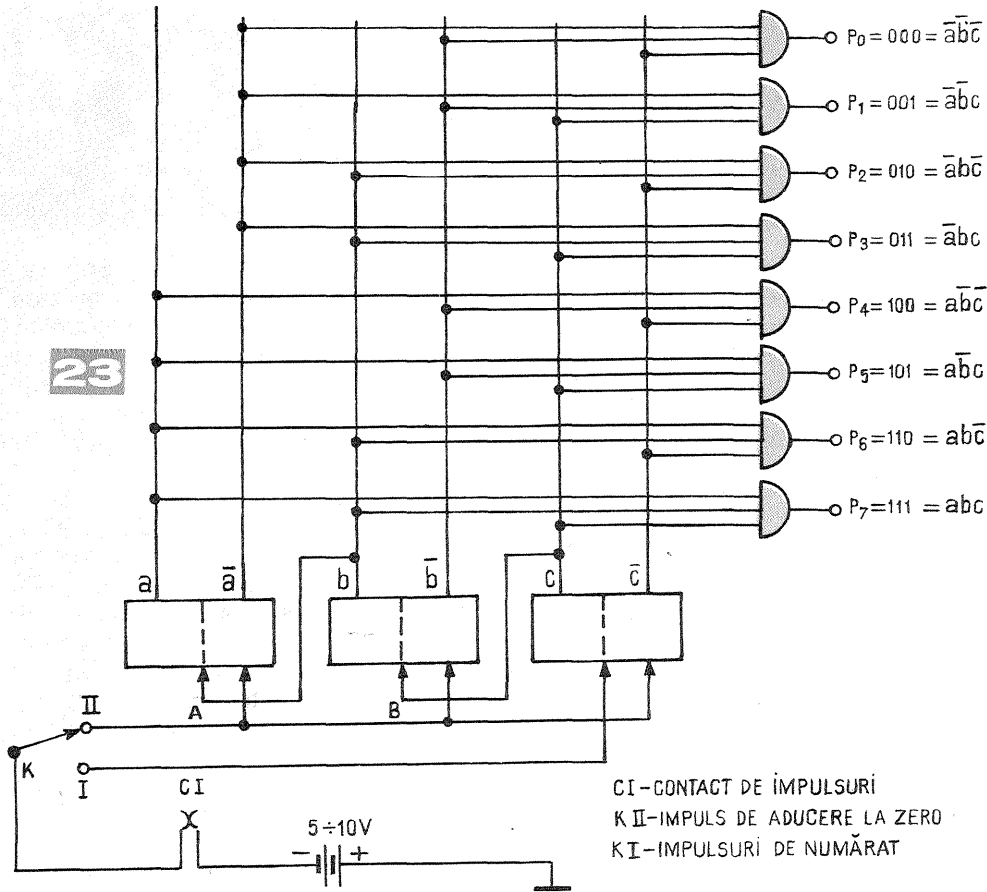 P₀=000 = a̅b̅c̅
P₁=001 = a̅b̅c
P₂=010 = a̅bc̅
P₃=011 = a̅bc
P₄=100 = ab̅c̅
23
P₅=101 = ab̅c
P₆=110 = abc̅
P₇=111 = abc
a a̅ b b̅ c c̅
A B
II
K
I
CI
5÷10V
− +
CI-CONTACT DE IMPULSURI
K II-IMPULS DE ADUCERE LA ZERO
K I-IMPULSURI DE NUMĂRAT